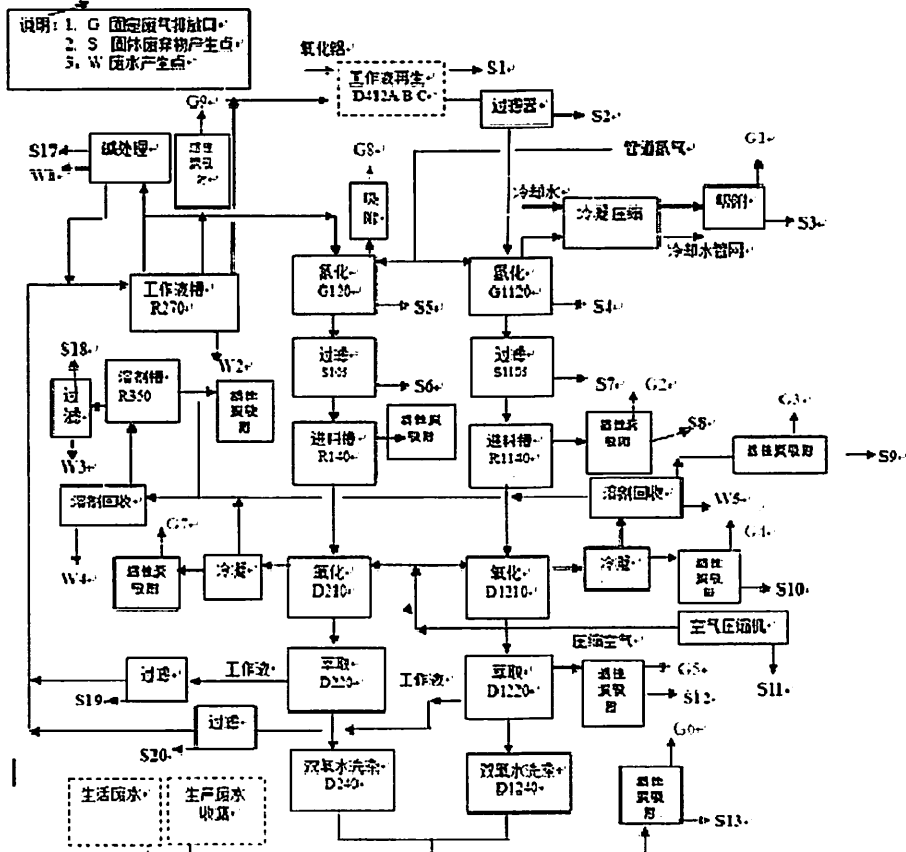 说明：1. G 固定废气排放口
2. S 固体废弃物产生点
3. W 废水产生点
氧化铝
S1
工作液再生
D412A/B/C
过滤器
S2
G9
S17
碱处理
W1
活性
炭吸
附
G8
吸
附
管道氢气
G1
冷却水
冷凝压缩
吸附
S3
冷却水管网
工作液槽
R270
氢化
G120
氢化
G1120
S5
S4
W2
S18
过
滤
溶剂槽
R350
活性
炭吸
附
过滤
S105
S6
过滤
S1105
S7
G2
G3
W3
进料槽
R140
活性炭
吸附
进料槽
R1140
活性炭
吸附
S8
活性炭吸附
S9
溶剂回收
溶剂回收
W5
W4
G7
活性炭
吸附
冷凝
氧化
D210
氧化
D1210
冷凝
G4
活性炭
吸附
S10
空气压缩机
压缩空气
S11
过滤
工作液
萃取
D220
工作液
萃取
D1220
活性
炭吸
附
G5
S12
S19
过滤
S20
G6
双氧水洗涤
D240
双氧水洗涤
D1240
活性
炭吸
附
S13
生活废水
生产废水
收集